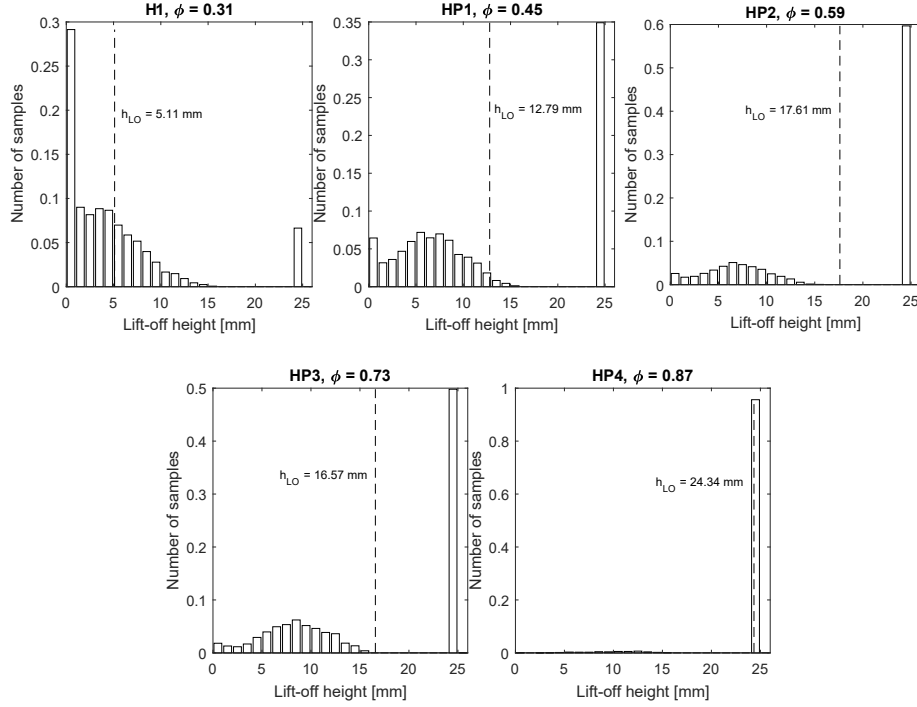 H1, ϕ = 0.31
0.3
0.25
0.2
0.15
0.1
0.05
0
Number of samples
h_LO = 5.11 mm
0 5 10 15 20 25
Lift-off height [mm]
HP1, ϕ = 0.45
0.35
0.3
0.25
0.2
0.15
0.1
0.05
0
Number of samples
h_LO = 12.79 mm
0 5 10 15 20 25
Lift-off height [mm]
HP2, ϕ = 0.59
0.6
0.5
0.4
0.3
0.2
0.1
0
Number of samples
h_LO = 17.61 mm
0 5 10 15 20 25
Lift-off height [mm]
HP3, ϕ = 0.73
0.5
0.4
0.3
0.2
0.1
0
Number of samples
h_LO = 16.57 mm
0 5 10 15 20 25
Lift-off height [mm]
HP4, ϕ = 0.87
1
0.8
0.6
0.4
0.2
0
Number of samples
h_LO = 24.34 mm
0 5 10 15 20 25
Lift-off height [mm]